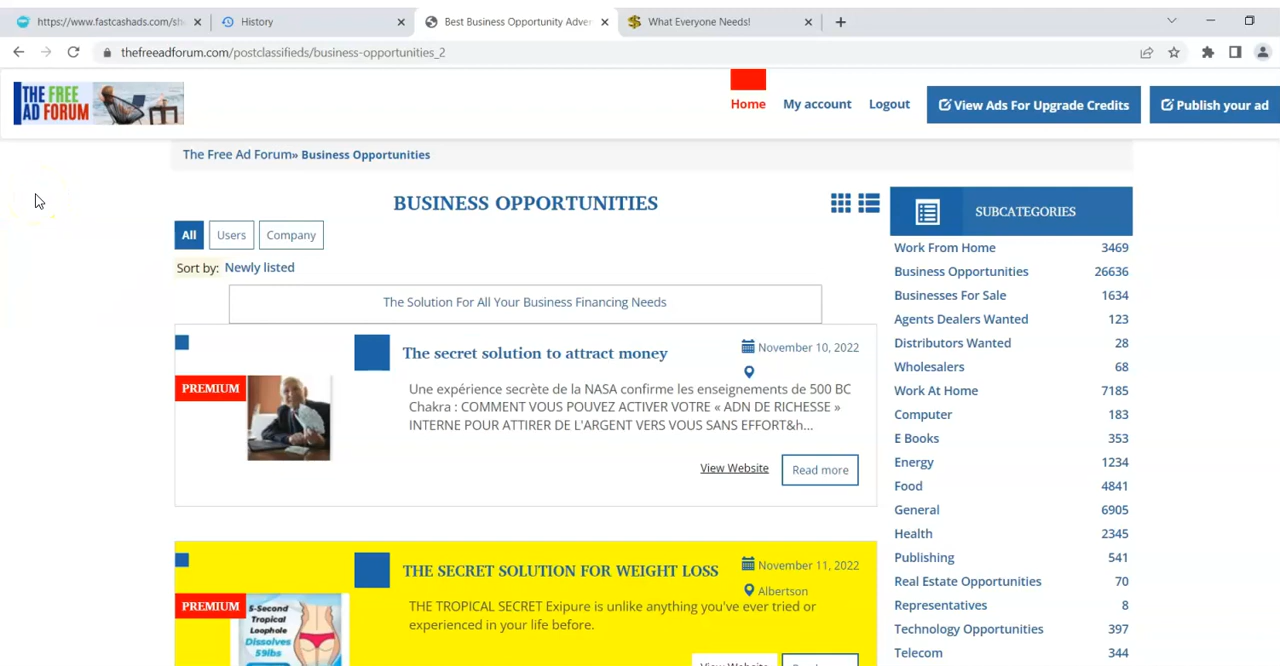 https://www.fastcashads.com/sh
History
Best Business Opportunity Adver
What Everyone Needs!
thefreeadforum.com/postclassifieds/business-opportunities_2
THE FREE
AD FORUM
Home
My account
Logout
View Ads For Upgrade Credits
Publish your ad
The Free Ad Forum» Business Opportunities
BUSINESS OPPORTUNITIES
All
Users
Company
Sort by: Newly listed
The Solution For All Your Business Financing Needs
The secret solution to attract money
November 10, 2022
PREMIUM
Une expérience secrète de la NASA confirme les enseignements de 500 BC
Chakra : COMMENT VOUS POUVEZ ACTIVER VOTRE « ADN DE RICHESSE »
INTERNE POUR ATTIRER DE L'ARGENT VERS VOUS SANS EFFORT&h...
View Website
Read more
THE SECRET SOLUTION FOR WEIGHT LOSS
November 11, 2022
Albertson
PREMIUM
5-Second
Tropical
Loophole
Dissolves
59lbs
THE TROPICAL SECRET Exipure is unlike anything you've ever tried or
experienced in your life before.
View Website
SUBCATEGORIES
Work From Home 3469
Business Opportunities 26636
Businesses For Sale 1634
Agents Dealers Wanted 123
Distributors Wanted 28
Wholesalers 68
Work At Home 7185
Computer 183
E Books 353
Energy 1234
Food 4841
General 6905
Health 2345
Publishing 541
Real Estate Opportunities 70
Representatives 8
Technology Opportunities 397
Telecom 344